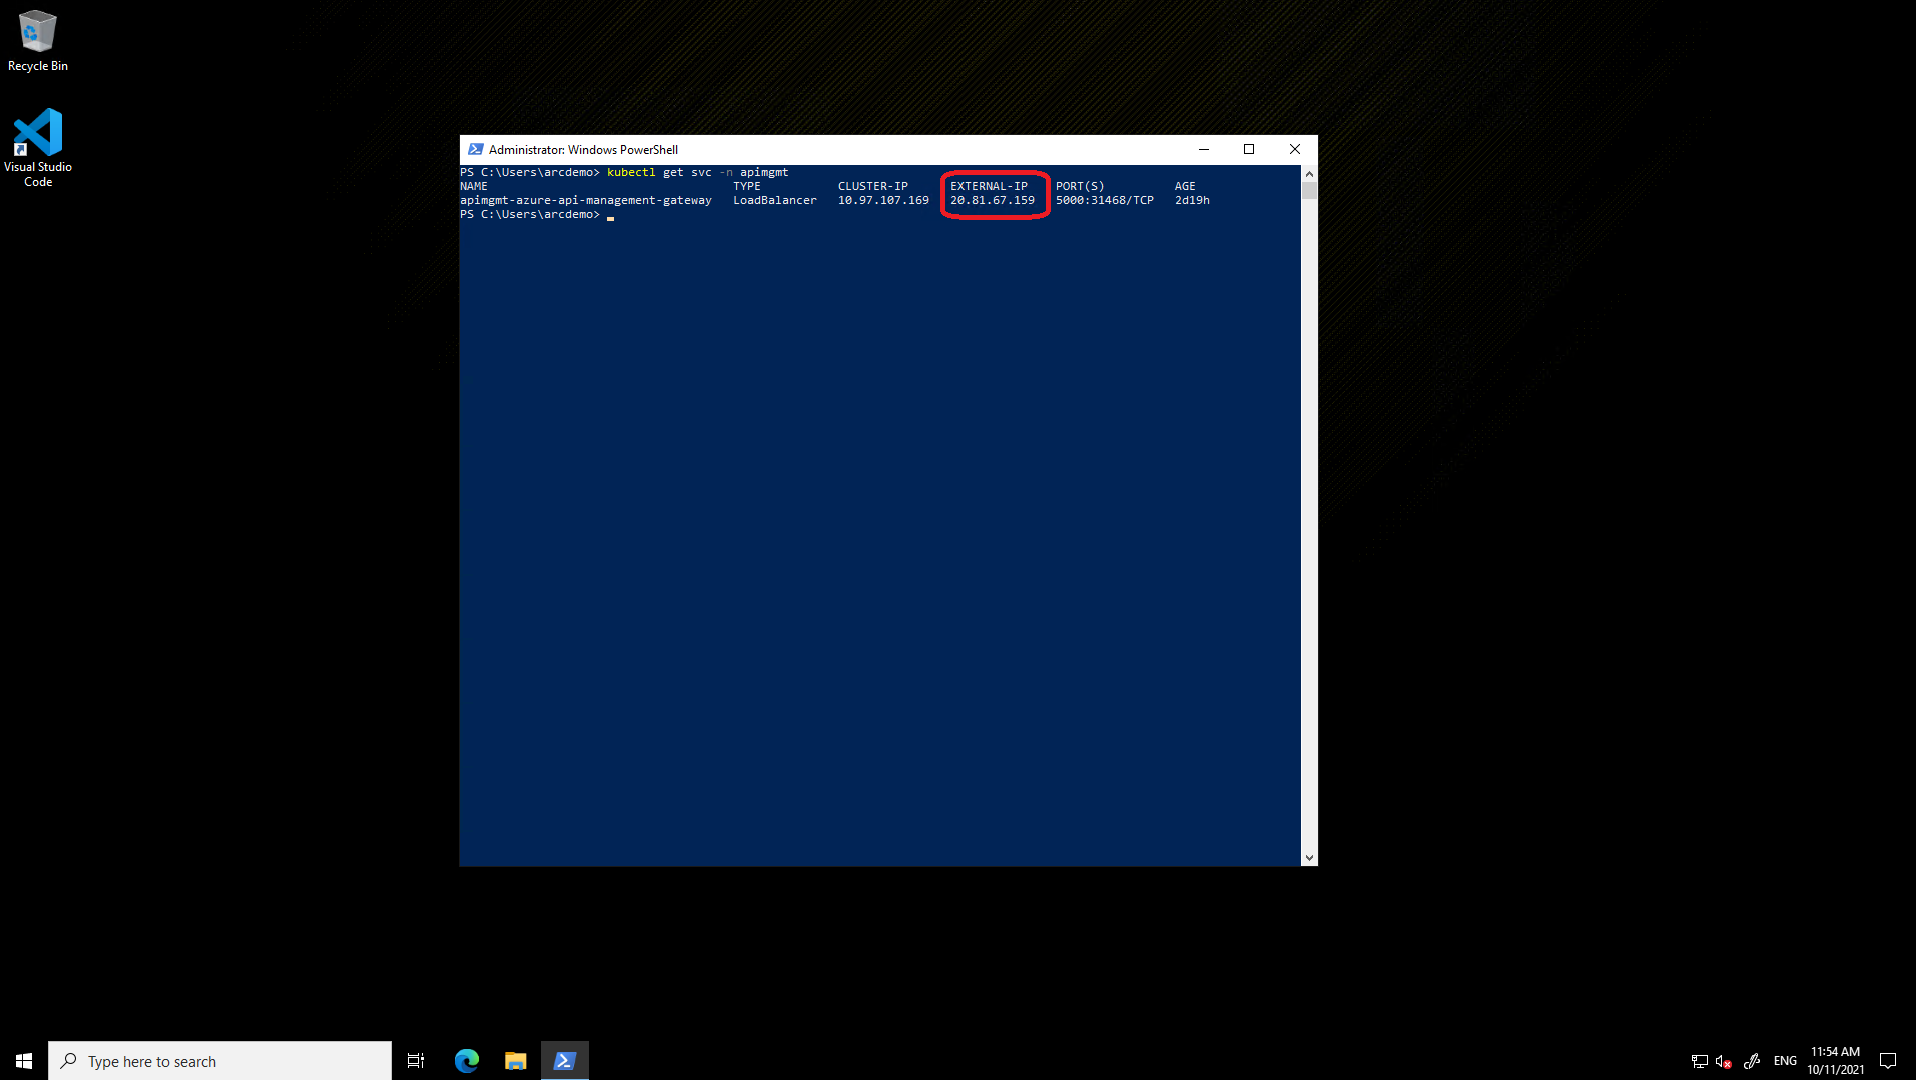 Recycle Bin
Visual Studio
Code
Administrator: Windows PowerShell
PS C:\Users\arcdemo> kubectl get svc -n apimgmt
NAME TYPE CLUSTER-IP EXTERNAL-IP PORT(S) AGE
apimgmt-azure-api-management-gateway LoadBalancer 10.97.107.169 20.81.67.159 5000:31468/TCP 2d19h
PS C:\Users\arcdemo>
Type here to search
ENG
11:54 AM
10/11/2021